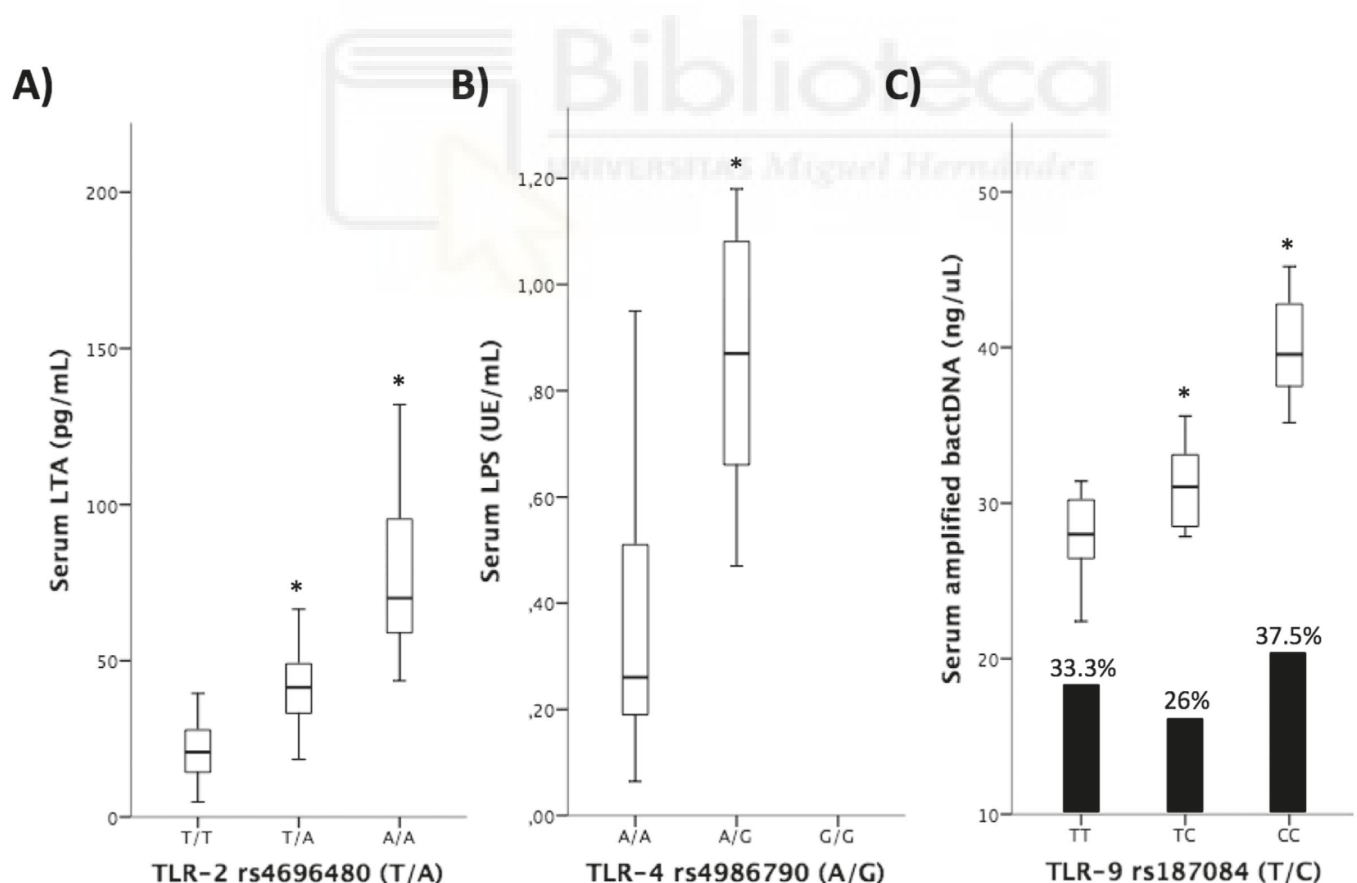 Biblioteca
UNIVERSITAS Miguel Hernández
A)
200
150
100
50
0
Serum LTA (pg/mL)
*
*
T/T T/A A/A
TLR-2 rs4696480 (T/A)
B)
1,20
1,00
,80
,60
,40
,20
,00
Serum LPS (UE/mL)
*
A/A A/G G/G
TLR-4 rs4986790 (A/G)
C)
50
40
30
20
10
Serum amplified bactDNA (ng/uL)
*
*
33.3%
26%
37.5%
TT TC CC
TLR-9 rs187084 (T/C)